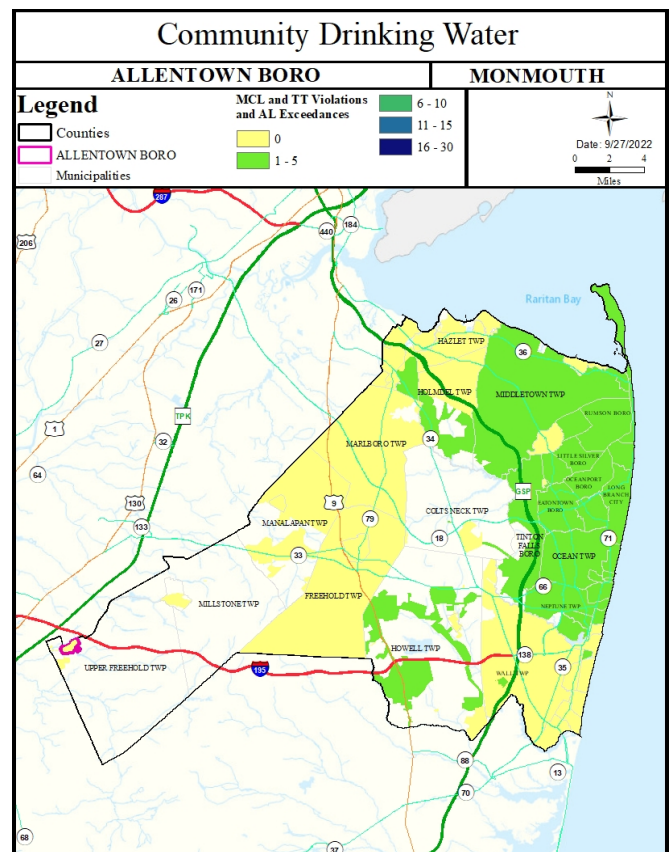 Community Drinking Water
ALLENTOWN BORO
MONMOUTH
Legend
Counties
ALLENTOWN BORO
Municipalities
MCL and TT Violations
and AL Exceedances
0
1 - 5
6 - 10
11 - 15
16 - 30
N
Date: 9/27/2022
0 2 4
Miles
287
206
440
184
171
26
27
Raritan Bay
HAZLET TWP
36
TPK
HOLMDEL TWP
MIDDLETOWN TWP
RUMSON BORO
1
32
MARLBORO TWP
34
LITTLE SILVER
BORO
64
OCEANPORT
BORO
GSP
LONG
BRANCH
CITY
130
9
EATONTOWN
BORO
133
79
COLTS NECK TWP
MANALAPAN TWP
18
TINTON
FALLS
BORO
71
33
OCEAN TWP
66
MILLSTONE TWP
FREEHOLD TWP
NEPTUNE TWP
HOWELL TWP
138
UPPER FREEHOLD TWP
195
35
WALL TWP
88
13
70
68
37